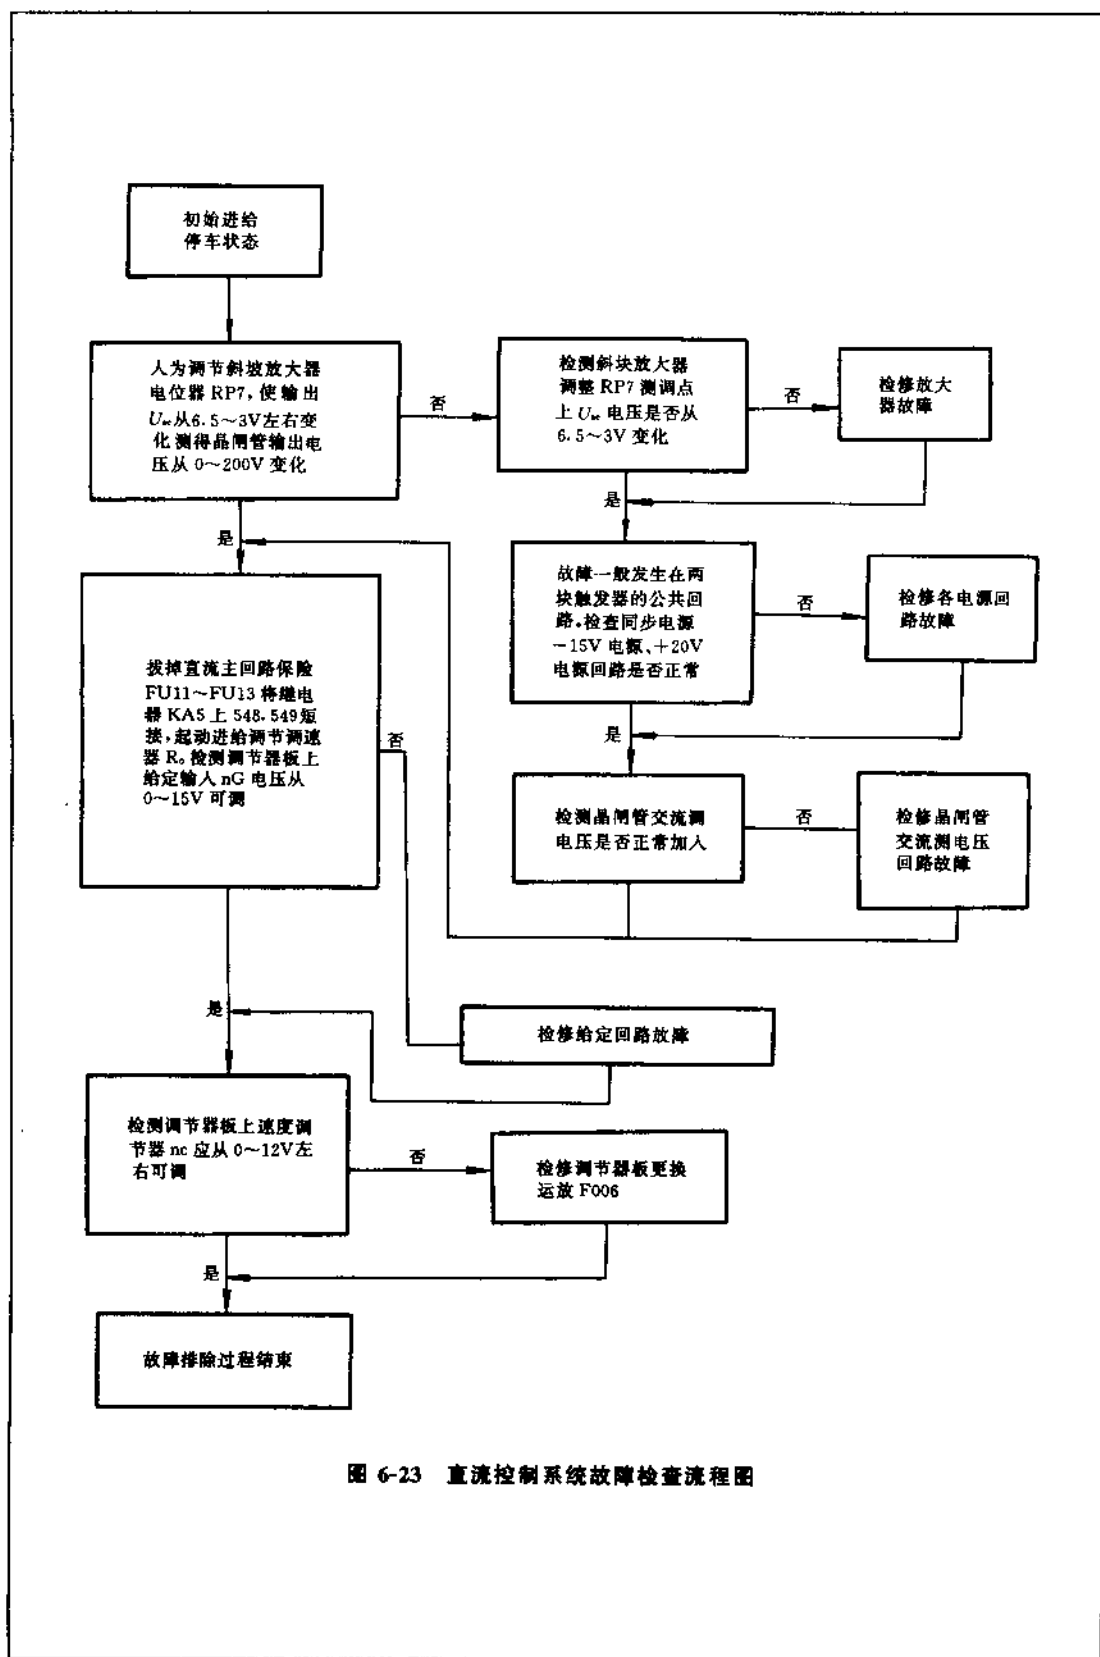 初始进给
停车状态
人为调节斜坡放大器
电位器 RP7，使输出
Usc从6.5～3V左右变
化测得晶闸管输出电
压从 0～200V 变化
否
检测斜块放大器
调整 RP7 测调点
上 Usc 电压是否从
6.5～3V 变化
否
检修放大
器故障
是
是
故障一般发生在两
块触发器的公共回
路。检查同步电源
－15V 电源、＋20V
电源回路是否正常
否
检修各电源回
路故障
拔掉直流主回路保险
FU11～FU13 将继电
器 KA5 上 548、549 短
接，起动进给调节调速
器 R。检测调节器板上
给定输入 nG 电压从
0～15V 可调
否
是
检测晶闸管交流测
电压是否正常加入
否
检修晶闸管
交流测电压
回路故障
是
检修给定回路故障
检测调节器板上速度调
节器 nc 应从 0～12V左
右可调
否
检修调节器板更换
运放 F006
是
故障排除过程结束
图 6-23 直流控制系统故障检查流程图